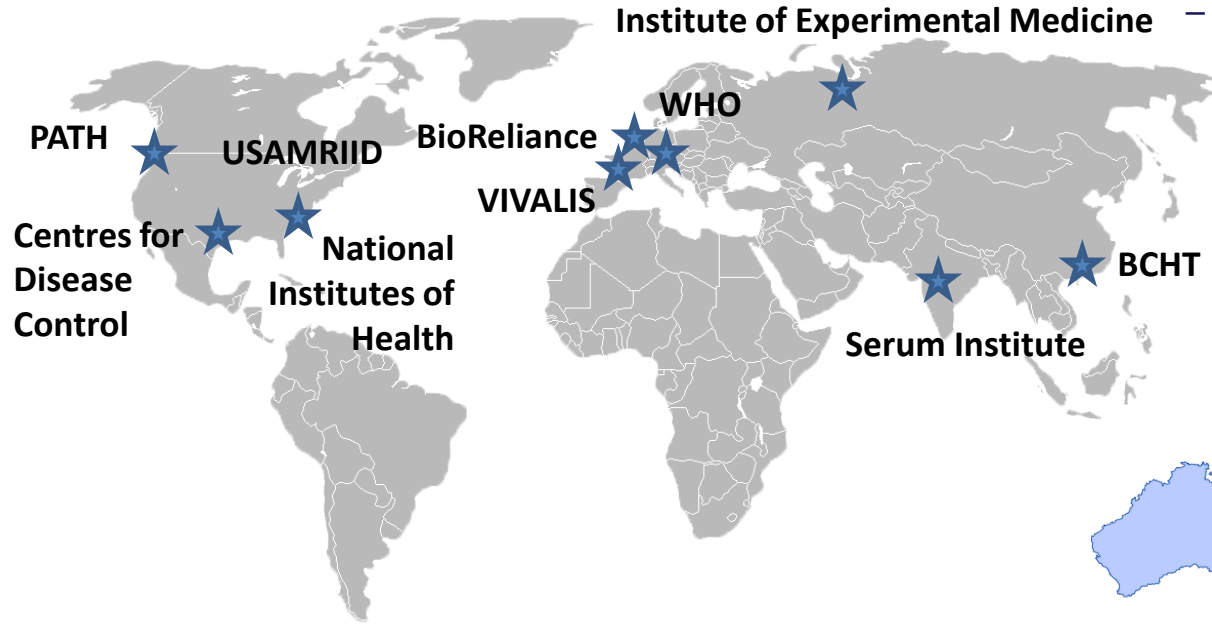 Institute of Experimental Medicine –
WHO
PATH
USAMRIID
BioReliance
VIVALIS
Centres for
Disease
Control
National
Institutes of
Health
BCHT
Serum Institute